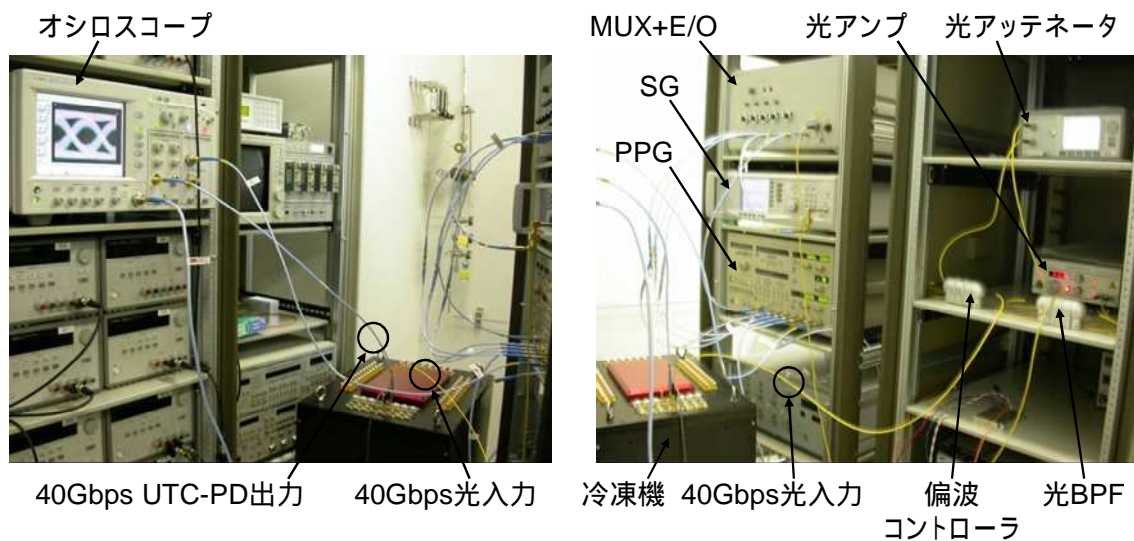 オシロスコープ
MUX+E/O
光アンプ
光アッテネータ
SG
PPG
40Gbps UTC-PD出力
40Gbps光入力
冷凍機
40Gbps光入力
偏波
コントローラ
光BPF